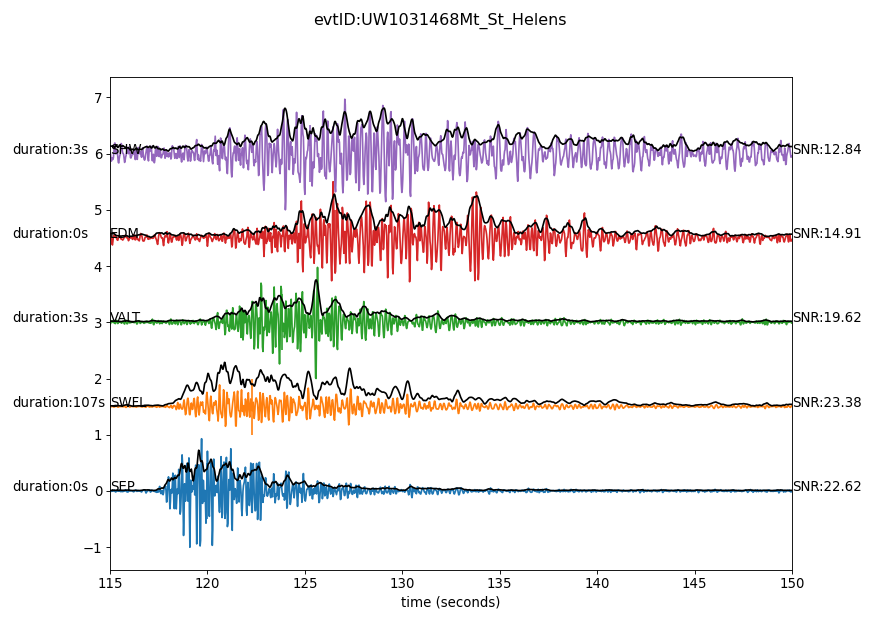 evtID:UW1031468Mt_St_Helens
7
duration:3s SHW SNR:12.84
6
5
duration:0s EDM SNR:14.91
4
duration:3s VALT SNR:19.62
3
2
duration:107s SWFL SNR:23.38
1
duration:0s SEP SNR:22.62
0
−1
115 120 125 130 135 140 145 150
time (seconds)